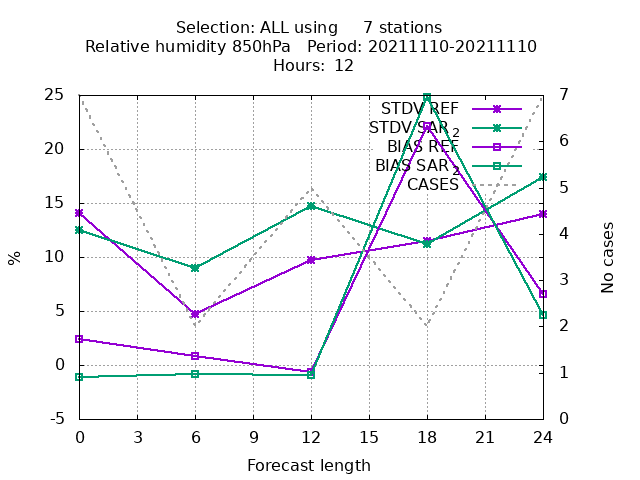 Selection: ALL using 7 stations
Relative humidity 850hPa Period: 20211110-20211110
Hours: 12
STDV REF
STDV SAR2
BIAS REF
BIAS SAR2
CASES
25
20
15
10
5
0
-5
%
7
6
5
4
3
2
1
0
No cases
0 3 6 9 12 15 18 21 24
Forecast length